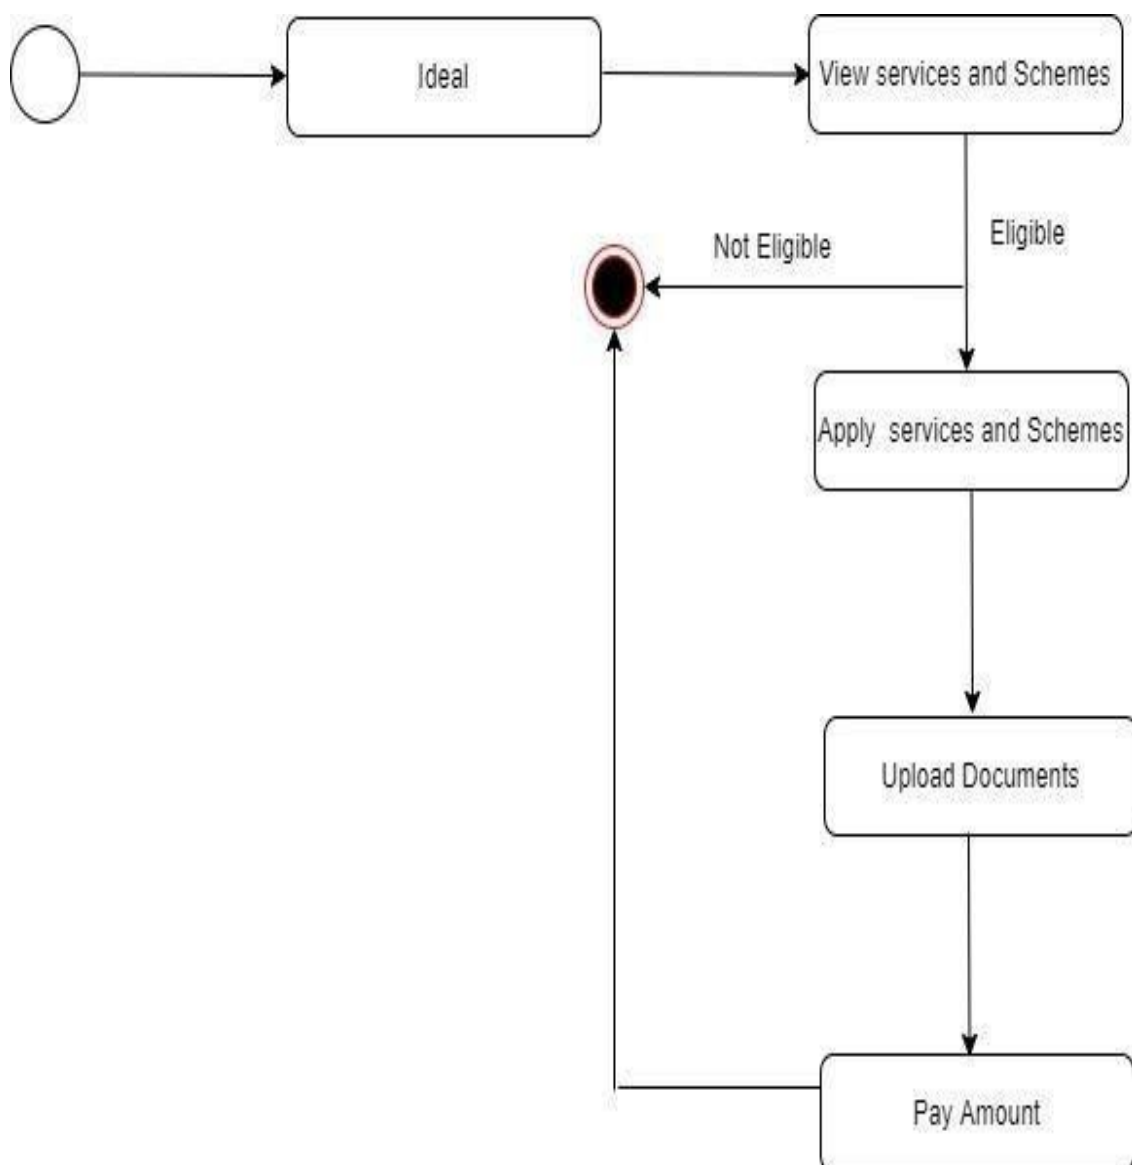 Ideal
View services and Schemes
Not Eligible
Eligible
Apply services and Schemes
Upload Documents
Pay Amount